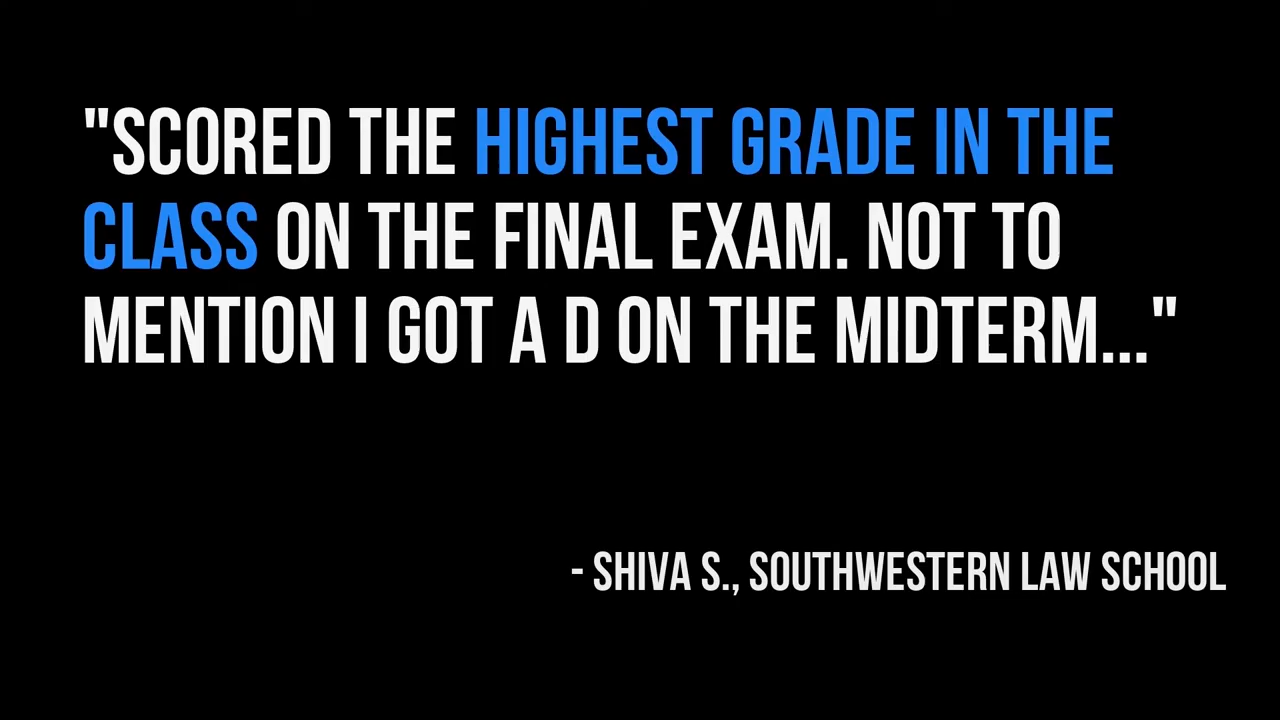 "SCORED THE HIGHEST GRADE IN THE
CLASS ON THE FINAL EXAM. NOT TO
MENTION I GOT A D ON THE MIDTERM..."
- SHIVA S., SOUTHWESTERN LAW SCHOOL